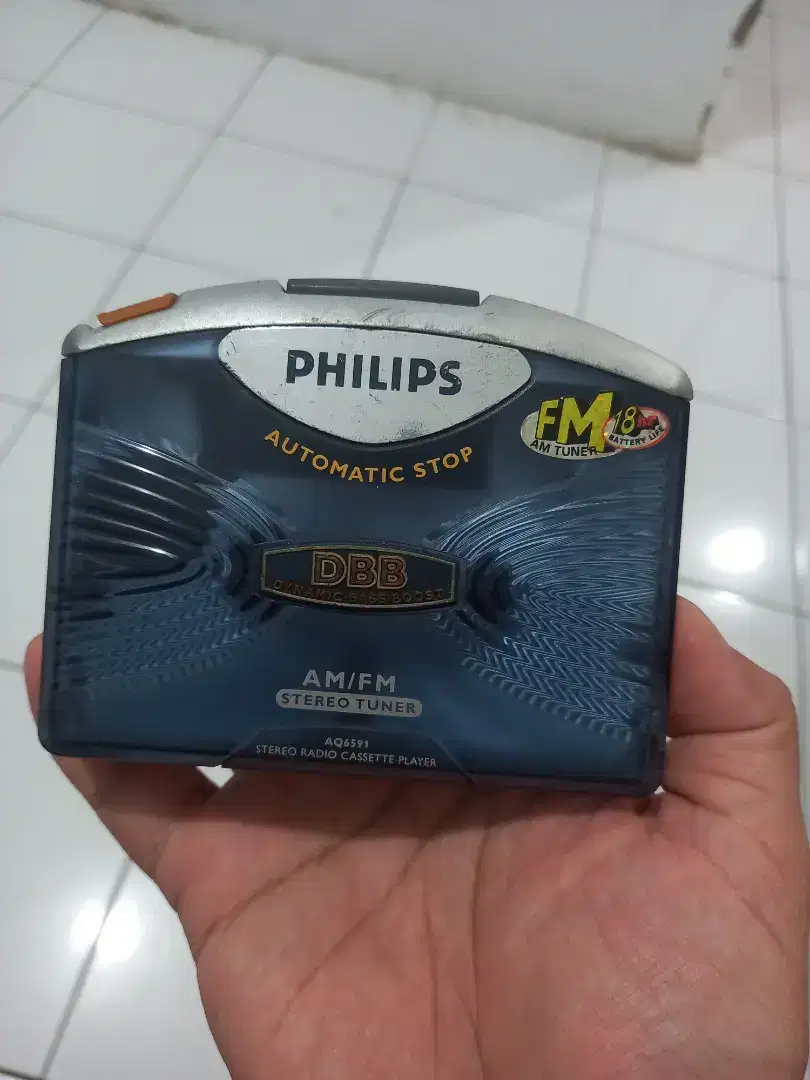 PHILIPS
AUTOMATIC STOP
FM
AM TUNER
18 hr
BATTERY LIFE
DBB
DYNAMIC BASS BOOST
AM/FM
STEREO TUNER
AQ6591
STEREO RADIO CASSETTE PLAYER